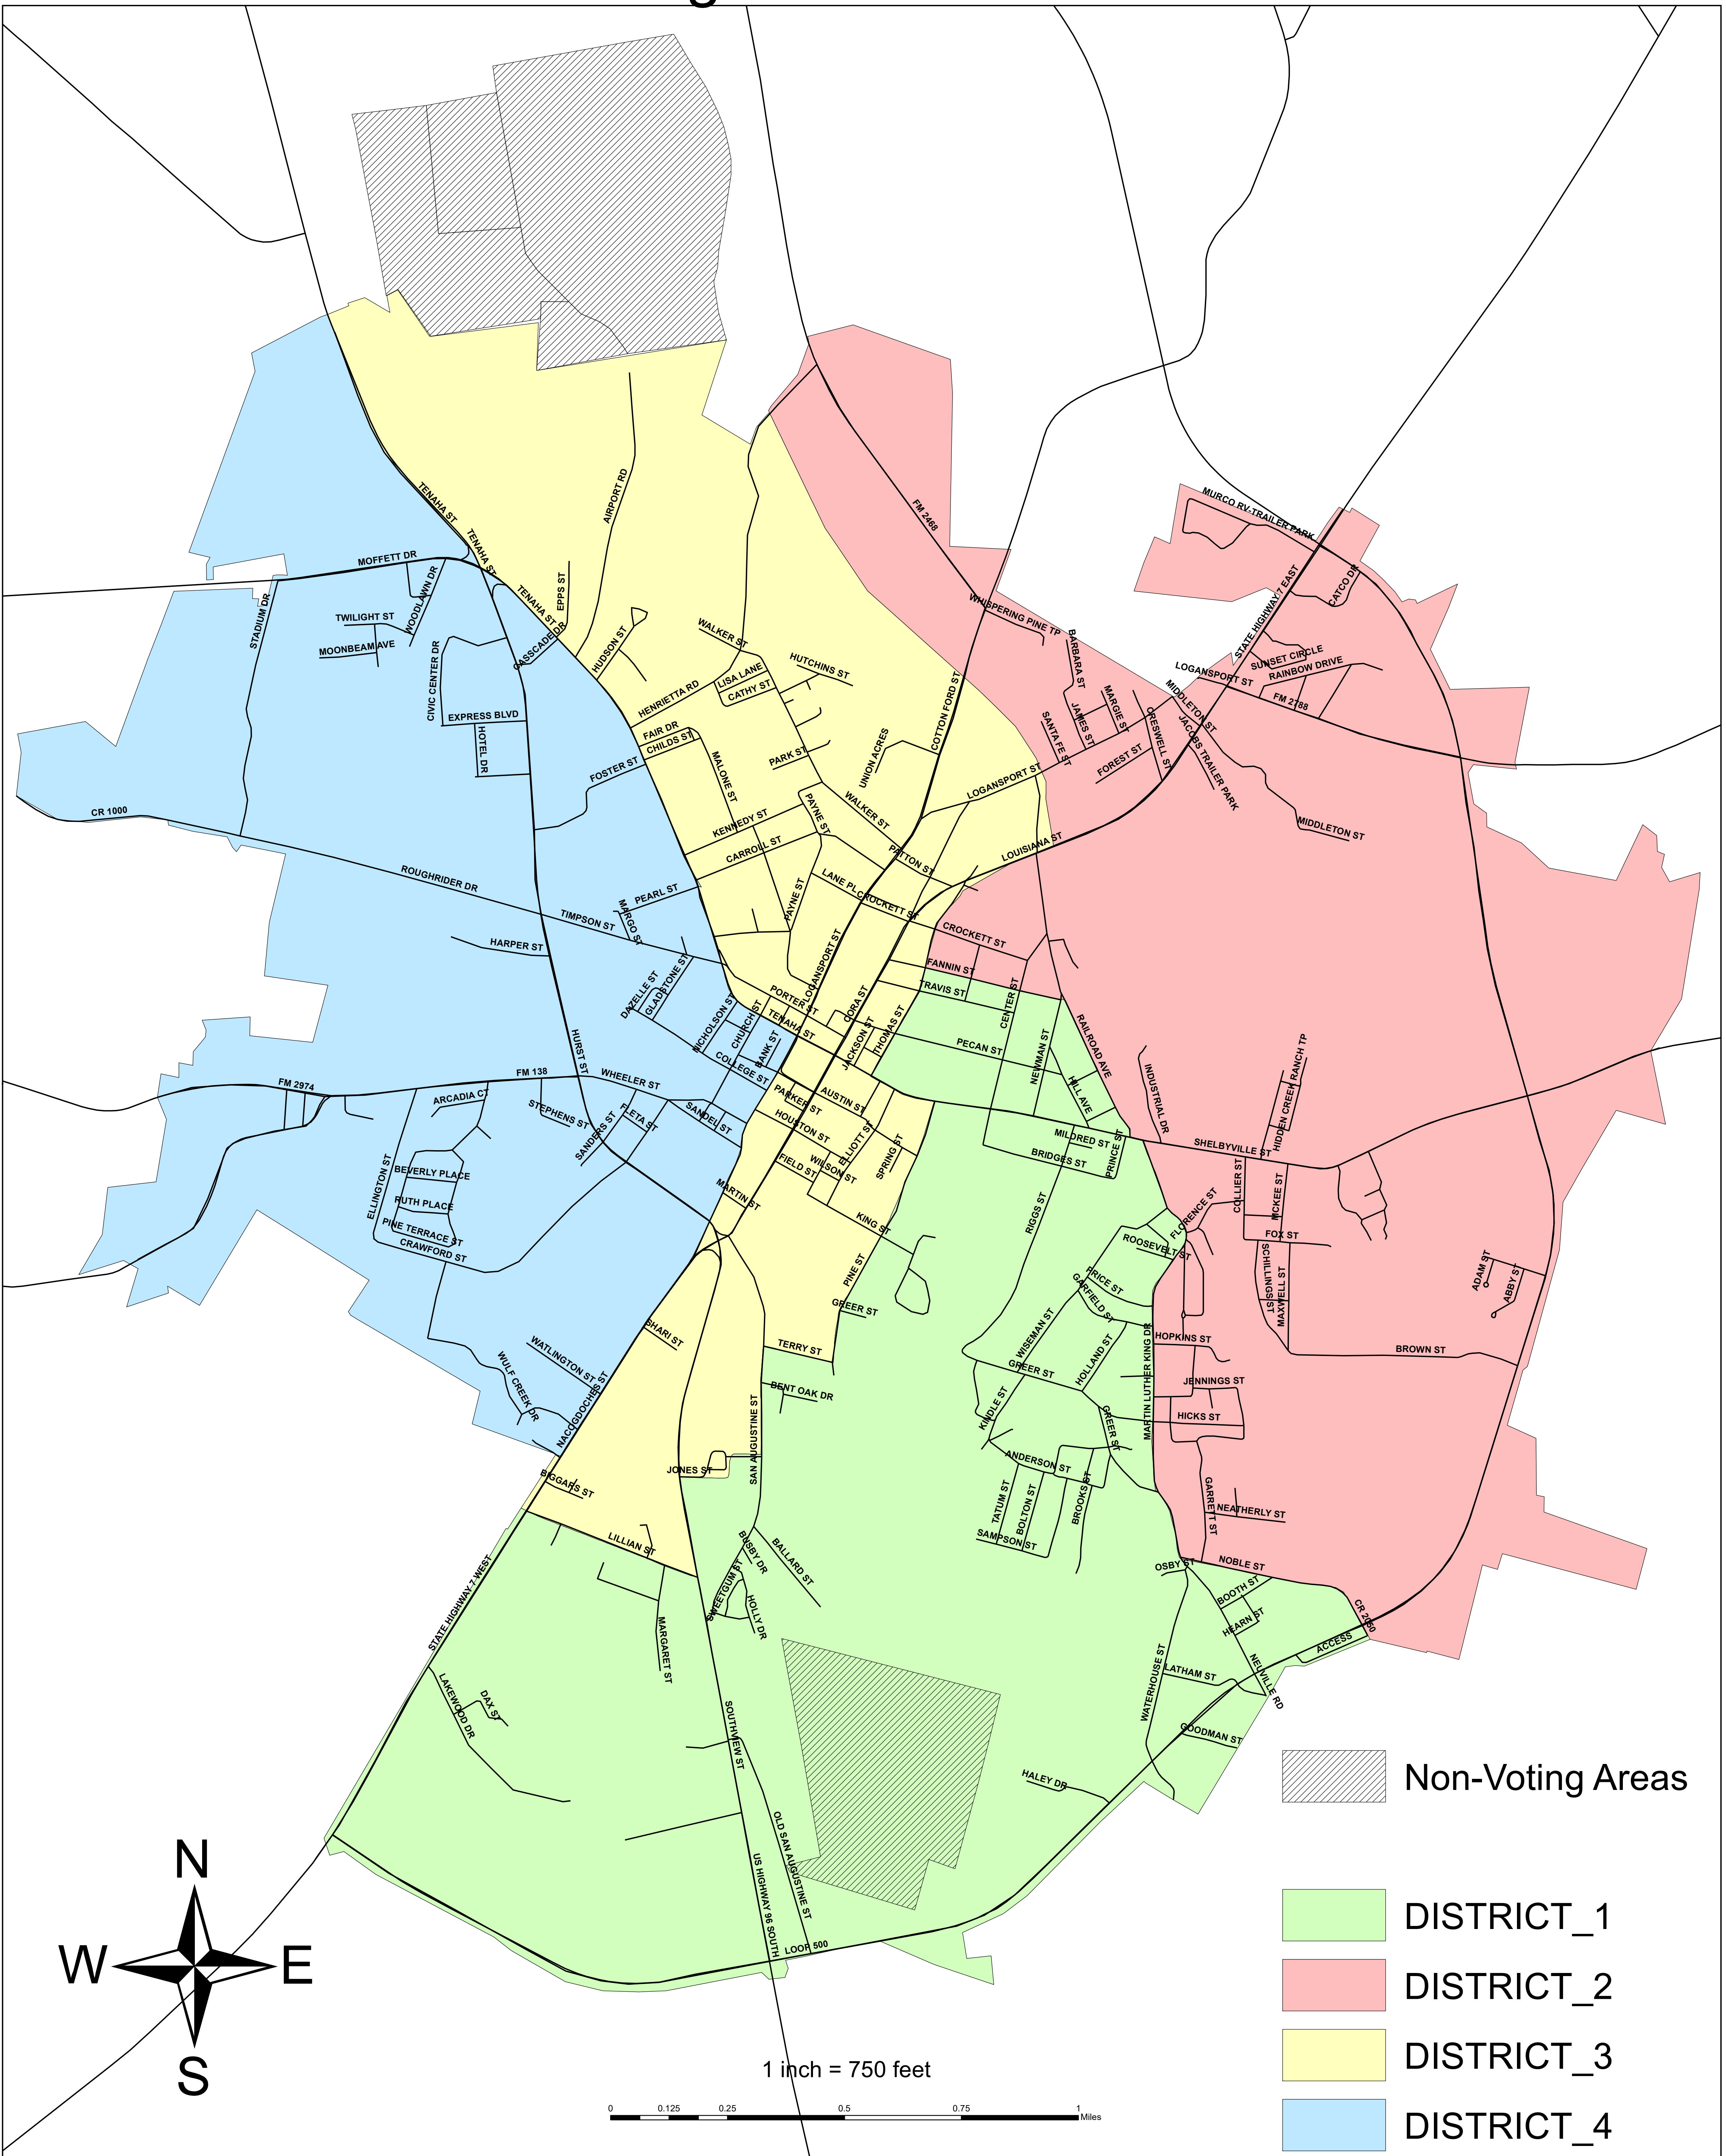 MURCO RV-TRAILER PARK
TENAHA ST
AIRPORT RD
FM 2468
TENAHA ST
MOFFETT DR
WOODLAWN DR
EPPS ST
TENAHA ST
STATE HIGHWAY 7 EAST
CATCO DR
STADIUM DR
TWILIGHT ST
WHISPERING PINE TP
MOONBEAM AVE
CASSCADE DR
HUDSON ST
WALKER ST
BARBARA ST
CIVIC CENTER DR
LISA LANE
HUTCHINS ST
SUNSET CIRCLE
CATHY ST
LOGANSPORT ST
RAINBOW DRIVE
HENRIETTA RD
COTTON FORD ST
MARGIE ST
MIDDLETON ST
FM 2788
EXPRESS BLVD
HOTEL DR
FAIR DR
CHILDS ST
SANTA FE ST
JAMES ST
CRESWELL ST
JACOBS TRAILER PARK
FOSTER ST
MALONE ST
PARK ST
UNION ACRES
FOREST ST
LOGANSPORT ST
CR 1000
KENNEDY ST
PAYNE ST
WALKER ST
MIDDLETON ST
CARROLL ST
PATTON ST
LOUISIANA ST
ROUGHRIDER DR
PEARL ST
LANE PL
CROCKETT ST
PAYNE ST
TIMPSON ST
MARGO ST
HARPER ST
CROCKETT ST
LOGANSPORT ST
FANNIN ST
DAZELLE ST
GLADSTONE ST
TRAVIS ST
CENTER ST
PORTER ST
CORA ST
NICHOLSON ST
CHURCH ST
TENAHA ST
THOMAS ST
RAILROAD AVE
JACKSON ST
BANK ST
PECAN ST
NEWMAN ST
HURST ST
COLLEGE ST
HILL AVE
INDUSTRIAL DR
HIDDEN CREEK RANCH TP
FM 138
WHEELER ST
FM 2974
ARCADIA CT
PARKER ST
AUSTIN ST
STEPHENS ST
FLETA ST
SANDEL ST
HOUSTON ST
ELLIOTT ST
SANDERS ST
SPRING ST
MILDRED ST E
PRINCE ST
SHELBYVILLE ST
BRIDGES ST
BEVERLY PLACE
FIELD ST
WILSON ST
COLLIER ST
MCKEE ST
ELLINGTON ST
RUTH PLACE
MARTIN ST
RIGGS ST
FLORENCE ST
KING ST
PINE TERRACE ST
CRAWFORD ST
ROOSEVELT ST
FOX ST
PINE ST
PRICE ST
SCHILLINGS ST
MAXWELL ST
ADAM ST
ABBY ST
GARFIELD ST
GREER ST
SHARI ST
WISEMAN ST
HOPKINS ST
WATLINGTON ST
TERRY ST
BROWN ST
HOLLAND ST
GREER ST
MARTIN LUTHER KING DR
WULF CREEK DR
BENT OAK DR
JENNINGS ST
NACOGDOCHES ST
KINDLE ST
GREER ST
HICKS ST
SAN AUGUSTINE ST
ANDERSON ST
JONES ST
BIGGARS ST
TATUM ST
BOLTON ST
BROOKS ST
GARRETT ST
NEATHERLY ST
LILLIAN ST
BUSBY DR
BALLARD ST
SAMPSON ST
OSBY ST
NOBLE ST
SWEETGUM ST
HOLLY DR
BOOTH ST
STATE HIGHWAY 7 WEST
MARGARET ST
HEARN ST
CR 2050
ACCESS
LAKEWOOD DR
DAX ST
WATERHOUSE ST
LATHAM ST
NEUVILLE RD
SOUTHVIEW ST
GOODMAN ST
HALEY DR
OLD SAN AUGUSTINE ST
US HIGHWAY 96 SOUTH
LOOP 500
Non-Voting Areas
DISTRICT_1
DISTRICT_2
DISTRICT_3
DISTRICT_4
N
W E
S
1 inch = 750 feet
0 0.125 0.25 0.5 0.75 1
Miles